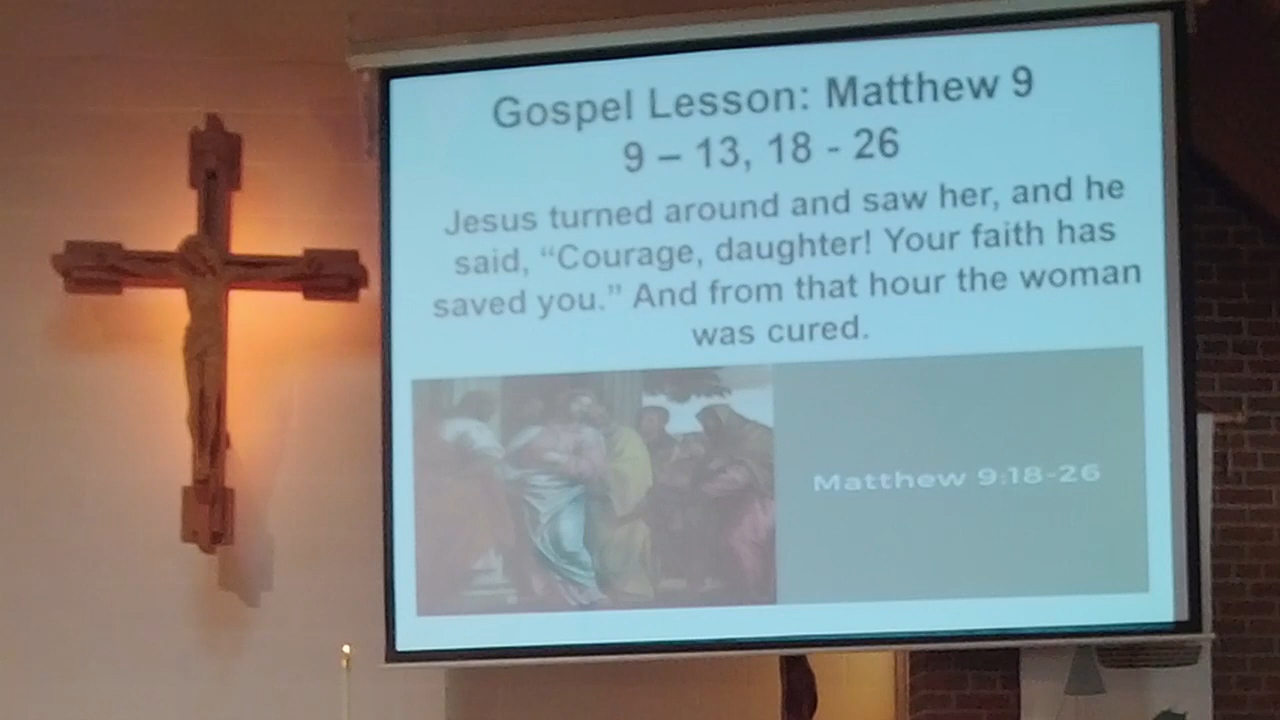 Gospel Lesson: Matthew 9
9 – 13, 18 - 26
Jesus turned around and saw her, and he
said, “Courage, daughter! Your faith has
saved you.” And from that hour the woman
was cured.
Matthew 9:18-26